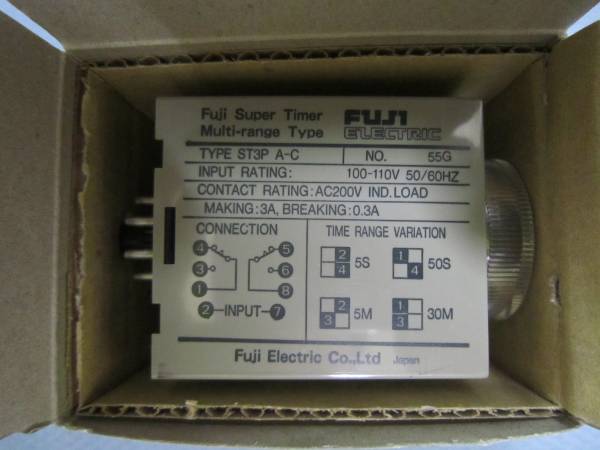 Fuji Super Timer
Multi-range Type
FUJI
ELECTRIC
TYPE ST3P A-C
NO. 55G
INPUT RATING: 100-110V 50/60HZ
CONTACT RATING:AC200V IND.LOAD
MAKING:3A, BREAKING:0.3A
CONNECTION
4 5
3 6
1 8
2 -INPUT- 7
TIME RANGE VARIATION
2 4 5S
1 4 50S
2 3 5M
1 3 30M
Fuji Electric Co.,Ltd Japan